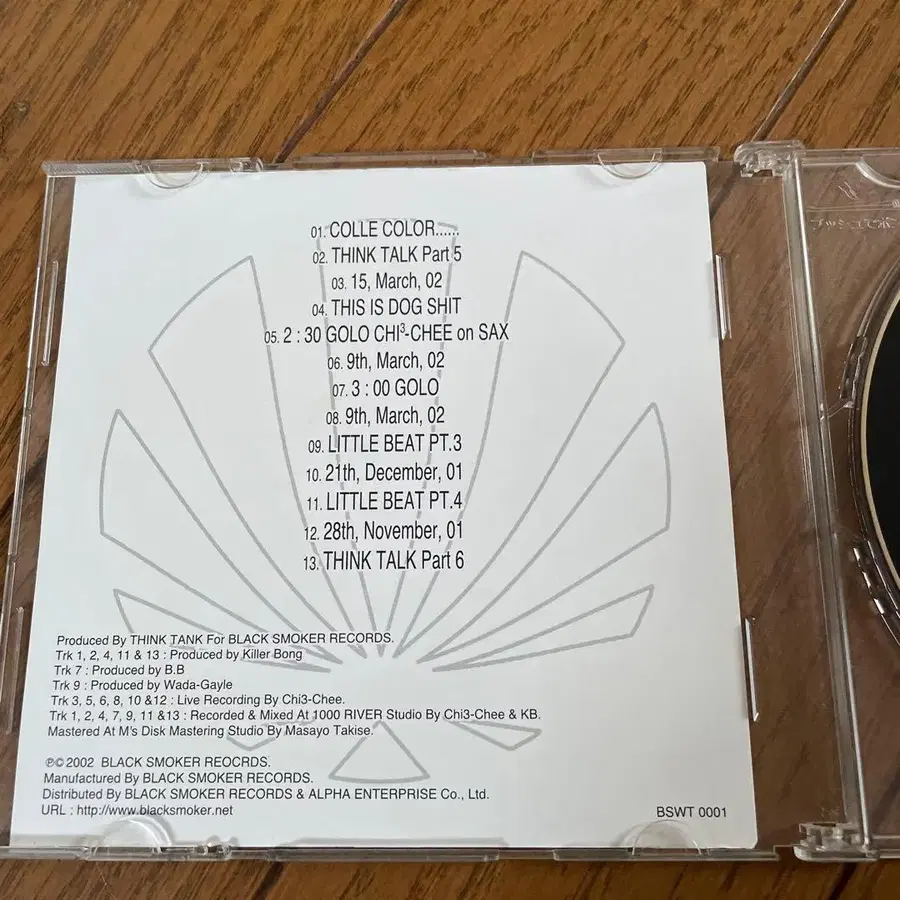 01. COLLE COLOR......
02. THINK TALK Part 5
03. 15, March, 02
04. THIS IS DOG SHIT
05. 2 : 30 GOLO CHI³-CHEE on SAX
06. 9th, March, 02
07. 3 : 00 GOLO
08. 9th, March, 02
09. LITTLE BEAT PT.3
10. 21th, December, 01
11. LITTLE BEAT PT.4
12. 28th, November, 01
13. THINK TALK Part 6
Produced By THINK TANK For BLACK SMOKER RECORDS.
Trk 1, 2, 4, 11 & 13 : Produced by Killer Bong
Trk 7 : Produced by B.B
Trk 9 : Produced by Wada-Gayle
Trk 3, 5, 6, 8, 10 &12 : Live Recording By Chi3-Chee.
Trk 1, 2, 4, 7, 9, 11 &13 : Recorded & Mixed At 1000 RIVER Studio By Chi3-Chee & KB.
Mastered At M's Disk Mastering Studio By Masayo Takise.
℗© 2002 BLACK SMOKER REOCRDS.
Manufactured By BLACK SMOKER RECORDS.
Distributed By BLACK SMOKER RECORDS & ALPHA ENTERPRISE Co., Ltd.
URL : http://www.blacksmoker.net
BSWT 0001